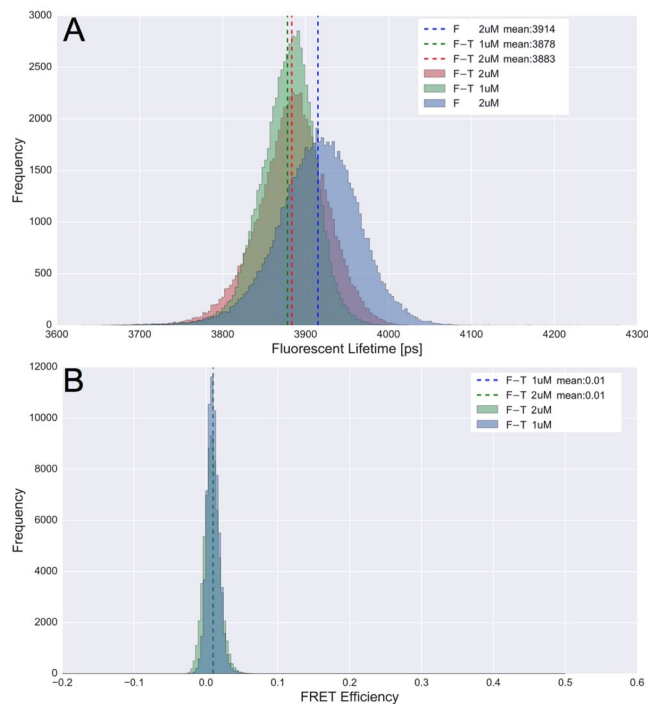 A
F 2uM mean:3914
F−T 1uM mean:3878
F−T 2uM mean:3883
F−T 2uM
F−T 1uM
F 2uM
3000
2500
2000
1500
1000
500
0
Frequency
3600 3700 3800 3900 4000 4100 4200 4300
Fluorescent Lifetime [ps]
B
F−T 1uM mean:0.01
F−T 2uM mean:0.01
F−T 2uM
F−T 1uM
12000
10000
8000
6000
4000
2000
0
Frequency
−0.2 −0.1 0.0 0.1 0.2 0.3 0.4 0.5 0.6
FRET Efficiency